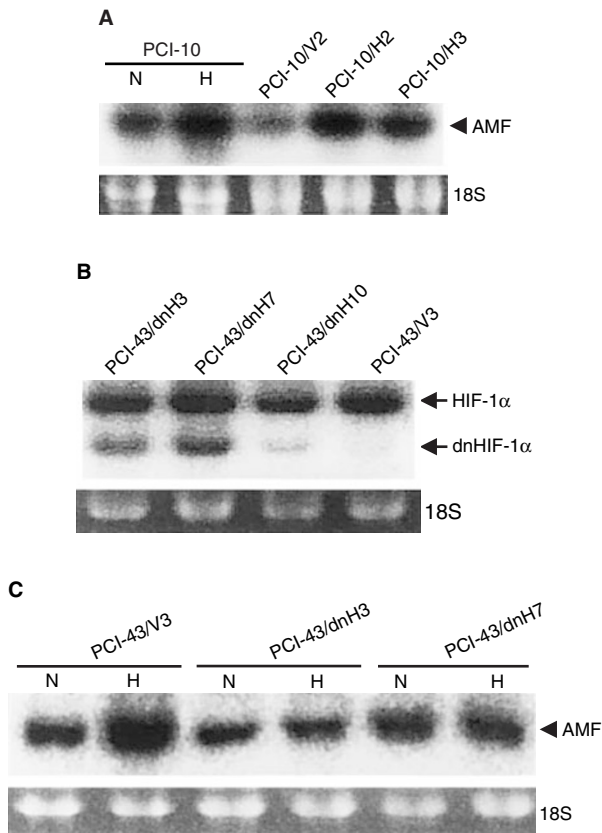 A
PCI-10
N H PCI-10/V2 PCI-10/H2 PCI-10/H3
AMF
18S
B
PCI-43/dnH3 PCI-43/dnH7 PCI-43/dnH10 PCI-43/V3
HIF-1α
dnHIF-1α
18S
C
PCI-43/V3 PCI-43/dnH3 PCI-43/dnH7
N H N H N H
AMF
18S